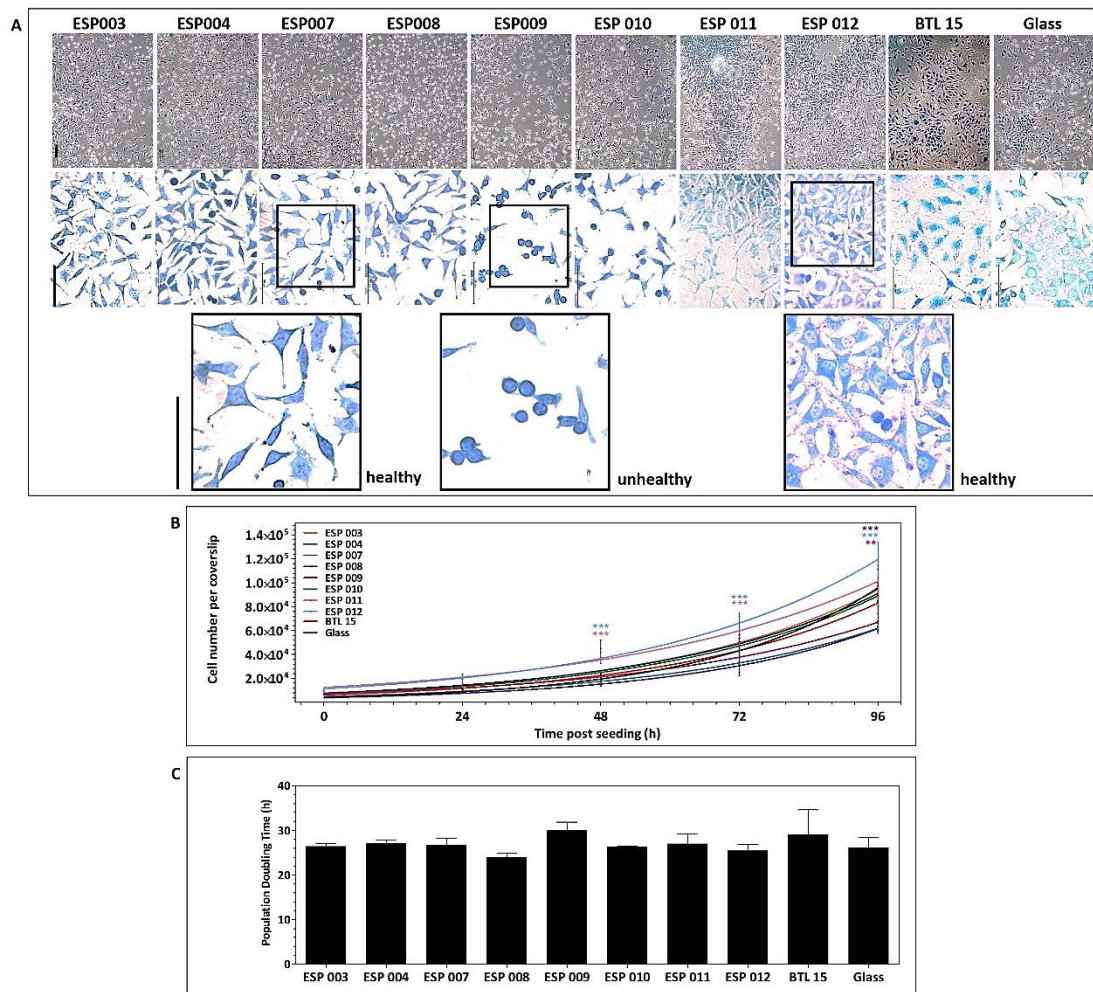 A
ESP003 ESP004 ESP007 ESP008 ESP009 ESP 010 ESP 011 ESP 012 BTL 15 Glass
healthy unhealthy healthy
B
Cell number per coverslip
1.4×10⁵
1.2×10⁵
1.0×10⁵
8.0×10⁴
6.0×10⁴
4.0×10⁴
2.0×10⁴
ESP 003
ESP 004
ESP 007
ESP 008
ESP 009
ESP 010
ESP 011
ESP 012
BTL 15
Glass
***
***
***
***
***
***
**
0 24 48 72 96
Time post seeding (h)
C
Population Doubling Time (h)
40
30
20
10
0
ESP 003 ESP 004 ESP 007 ESP 008 ESP 009 ESP 010 ESP 011 ESP 012 BTL 15 Glass